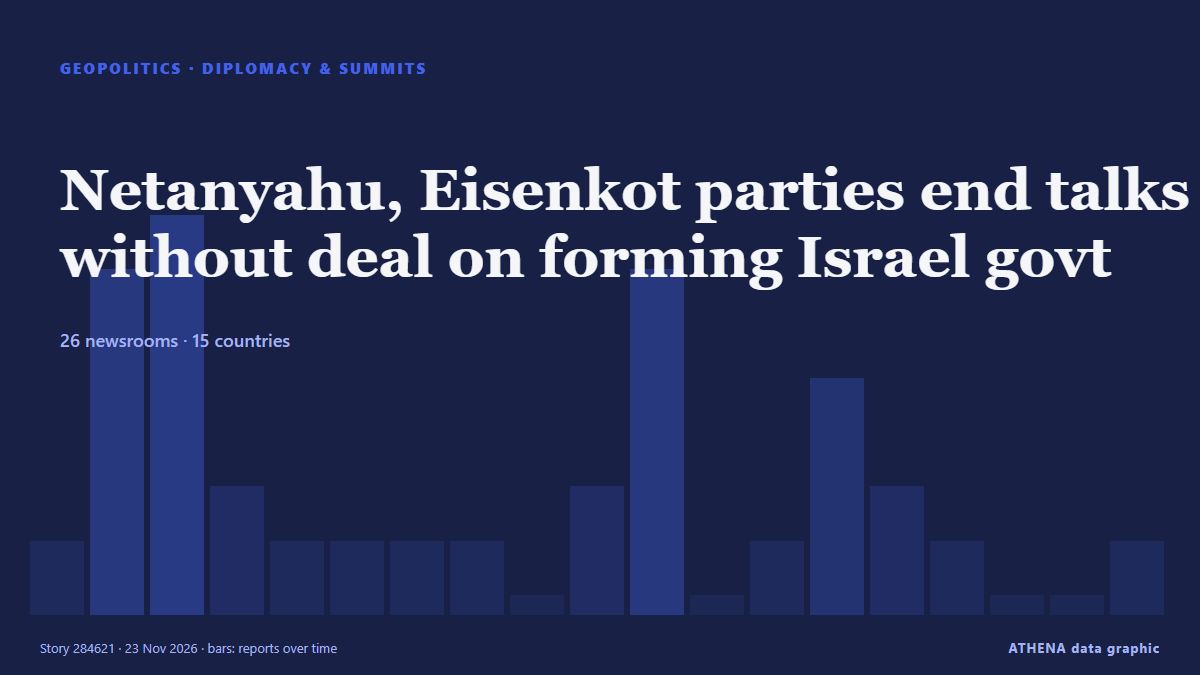 GEOPOLITICS · DIPLOMACY & SUMMITS
Netanyahu, Eisenkot parties end talks
without deal on forming Israel govt
26 newsrooms · 15 countries
Story 284621 · 23 Nov 2026 · bars: reports over time
ATHENA data graphic